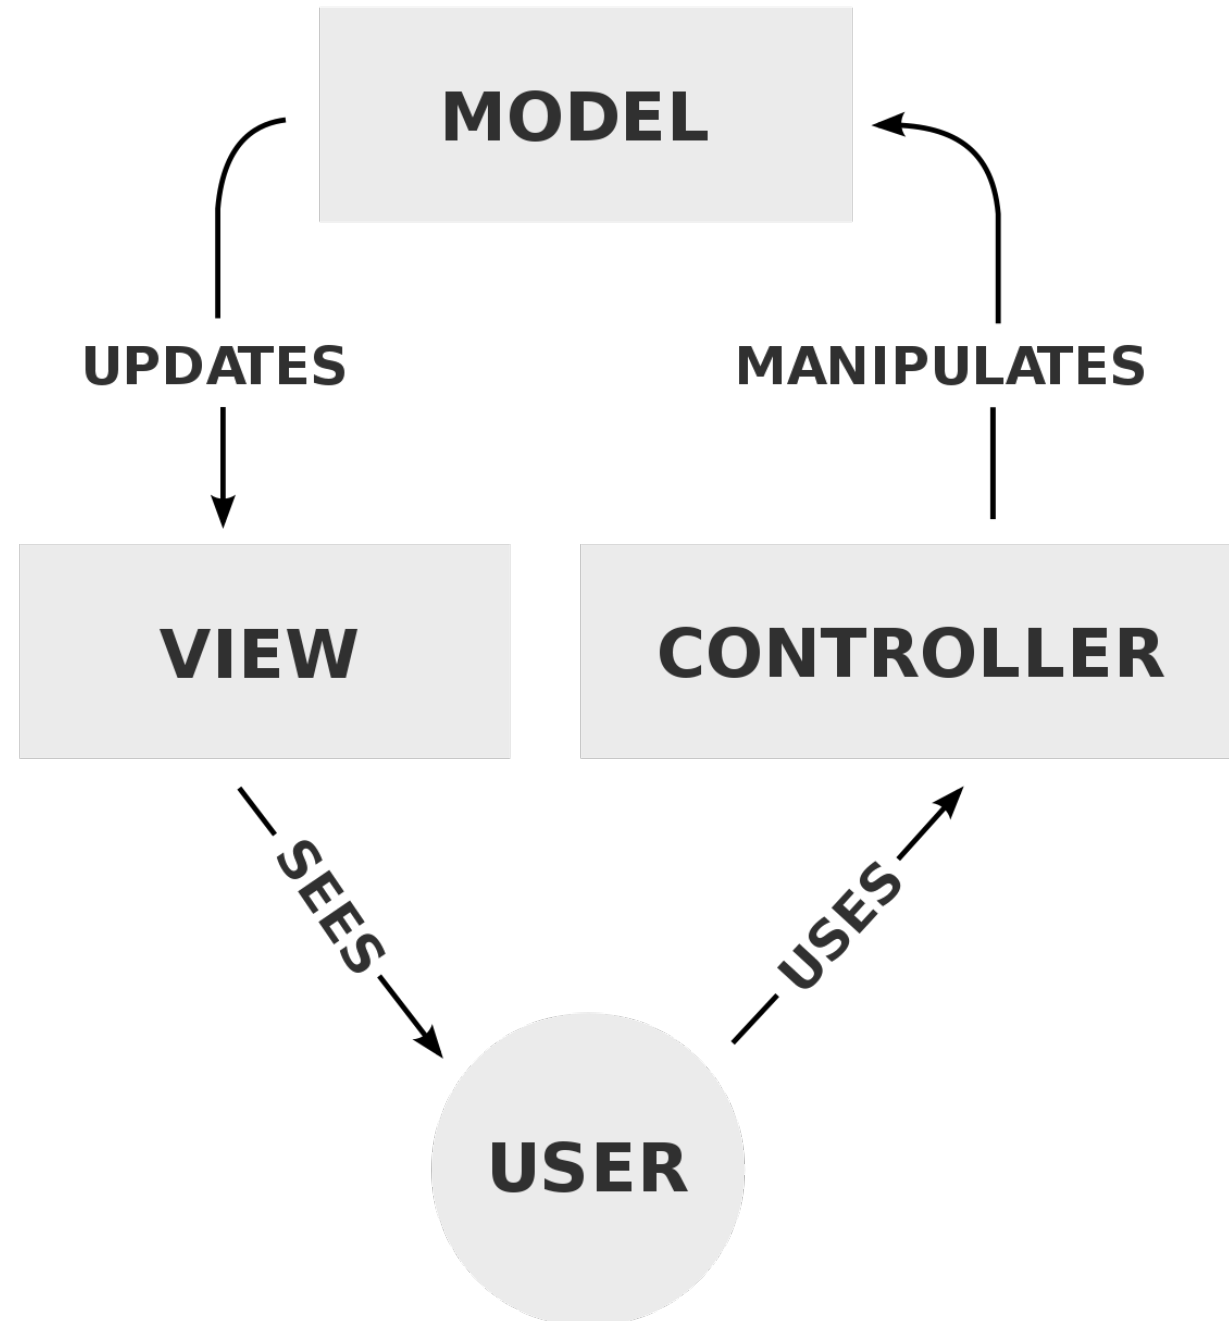 MODEL
UPDATES
MANIPULATES
VIEW
CONTROLLER
SEES
USES
USER